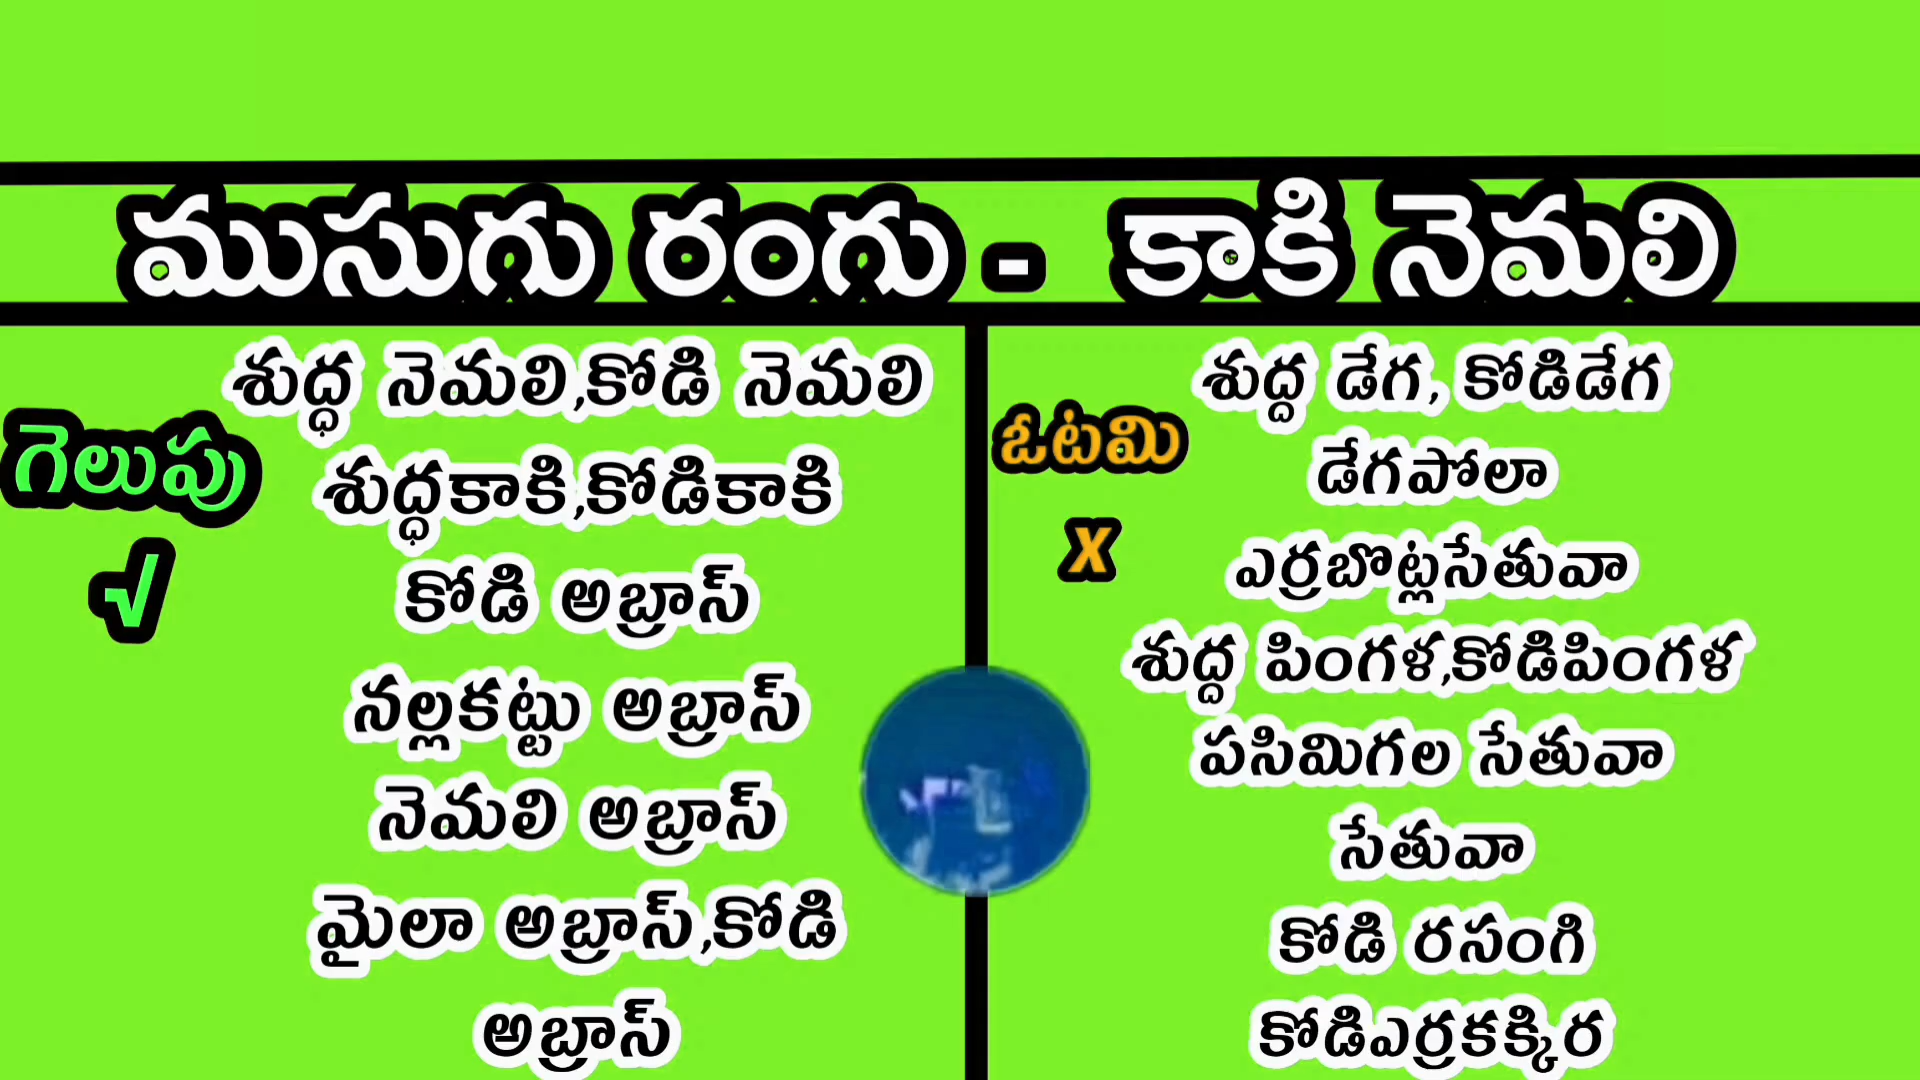 ముసుగు రంగు - కాకి నెమలి
గెలుపు
√
శుద్ధ నెమలి,కోడి నెమలి
శుద్ధకాకి,కోడికాకి
కోడి అబ్రాస్
నల్లకట్టు అబ్రాస్
నెమలి అబ్రాస్
మైలా అబ్రాస్,కోడి
అబ్రాస్
ఓటమి
x
శుద్ద డేగ, కోడిడేగ
డేగపోలా
ఎర్రబొట్లసేతువా
శుద్ద పింగళ,కోడిపింగళ
పసిమిగల సేతువా
సేతువా
కోడి రసంగి
కోడిఎర్రకక్కిర